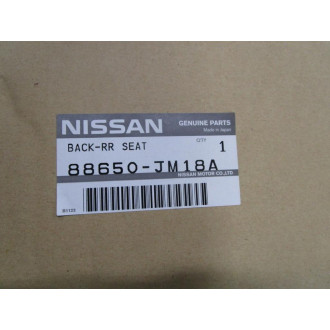 NISSAN
GENUINE PARTS
Made in Japan
BACK-RR SEAT
QTY
1
88650-JM18A
NISSAN MOTOR CO.,LTD